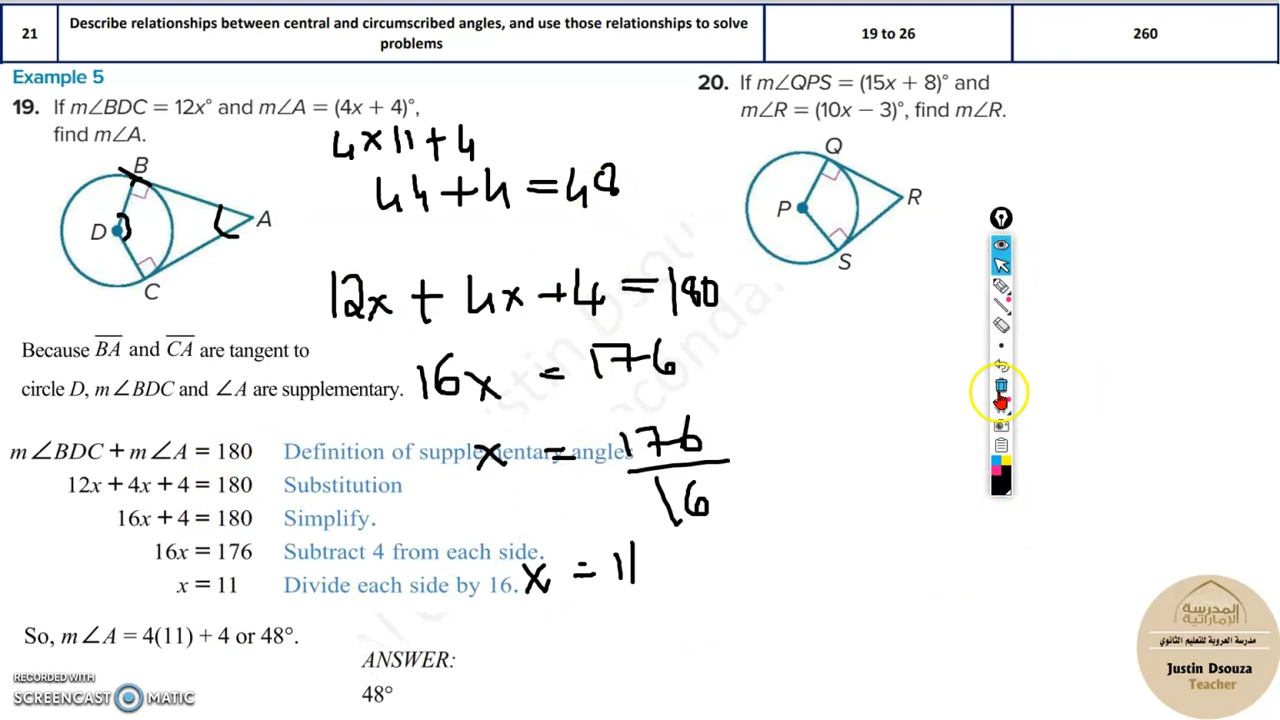 21
Describe relationships between central and circumscribed angles, and use those relationships to solve
problems
19 to 26
260
Example 5
19. If m∠BDC = 12x° and m∠A = (4x + 4)°,
find m∠A.
4×11+4
44+4=48
B
D
A
C
12x + 4x +4 =180
16x = 176
x = 176
16
x = 11
Because BA and CA are tangent to
circle D, m∠BDC and ∠A are supplementary.
m∠BDC + m∠A = 180 Definition of supplementary angles
12x + 4x + 4 = 180 Substitution
16x + 4 = 180 Simplify.
16x = 176 Subtract 4 from each side.
x = 11 Divide each side by 16.
So, m∠A = 4(11) + 4 or 48°.
ANSWER:
48°
20. If m∠QPS = (15x + 8)° and
m∠R = (10x − 3)°, find m∠R.
Q
P
R
S
RECORDED WITH
SCREENCAST MATIC
المدرسة
الإماراتية
مدرسة العروبة للتعليم الثانوي
Justin Dsouza
Teacher